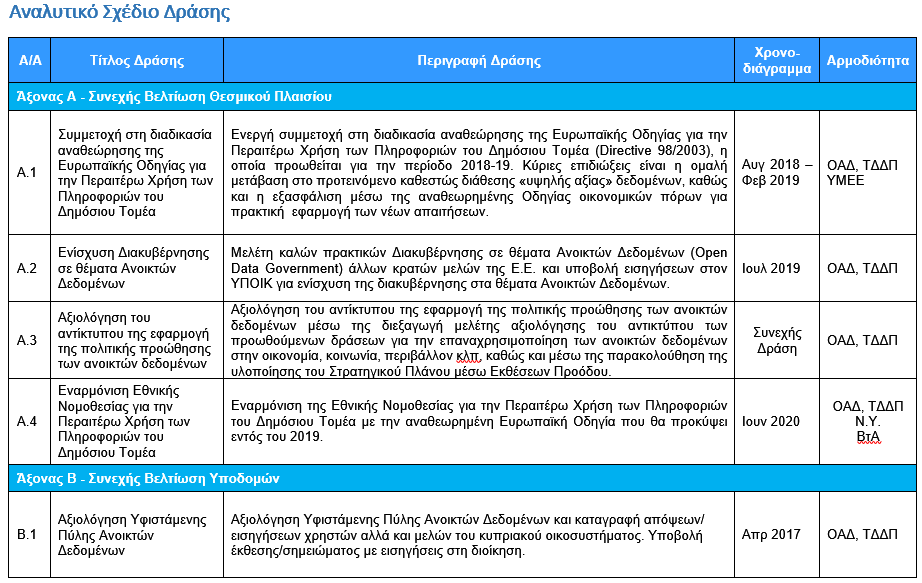 Αναλυτικό Σχέδιο Δράσης
Α/Α
Τίτλος Δράσης
Περιγραφή Δράσης
Χρονο-
διάγραμμα
Αρμοδιότητα
Άξονας Α - Συνεχής Βελτίωση Θεσμικού Πλαισίου
Α.1
Συμμετοχή στη διαδικασία
αναθεώρησης της
Ευρωπαϊκής Οδηγίας για
την Περαιτέρω Χρήση των
Πληροφοριών του
Δημόσιου Τομέα
Ενεργή συμμετοχή στη διαδικασία αναθεώρησης της Ευρωπαϊκής Οδηγίας για την
Περαιτέρω Χρήση των Πληροφοριών του Δημόσιου Τομέα (Directive 98/2003), η
οποία προωθείται για την περίοδο 2018-19. Κύριες επιδιώξεις είναι η ομαλή
μετάβαση στο προτεινόμενο καθεστώς διάθεσης «υψηλής αξίας» δεδομένων, καθώς
και η εξασφάλιση μέσω της αναθεωρημένης Οδηγίας οικονομικών πόρων για
πρακτική εφαρμογή των νέων απαιτήσεων.
Αυγ 2018 –
Φεβ 2019
ΟΑΔ, ΤΔΔΠ
ΥΜΕΕ
Α.2
Ενίσχυση Διακυβέρνησης
σε θέματα Ανοικτών
Δεδομένων
Μελέτη καλών πρακτικών Διακυβέρνησης σε θέματα Ανοικτών Δεδομένων (Open
Data Government) άλλων κρατών μελών της Ε.Ε. και υποβολή εισηγήσεων στον
ΥΠΟΙΚ για ενίσχυση της διακυβέρνησης στα θέματα Ανοικτών Δεδομένων.
Ιουλ 2019
ΟΑΔ, ΤΔΔΠ
Α.3
Αξιολόγηση του
αντίκτυπου της εφαρμογή
της πολιτικής προώθησης
των ανοικτών δεδομένων
Αξιολόγηση του αντίκτυπου της εφαρμογή της πολιτικής προώθησης των ανοικτών
δεδομένων μέσω της διεξαγωγή μελέτης αξιολόγησης του αντικτύπου των
προωθούμενων δράσεων για την επαναχρησιμοποίηση των ανοικτών δεδομένων
στην οικονομία, κοινωνία, περιβάλλον κλπ. καθώς και μέσω της παρακολούθηση της
υλοποίησης του Στρατηγικού Πλάνου μέσω Εκθέσεων Προόδου.
Συνεχής
Δράση
ΟΑΔ, ΤΔΔΠ
Α.4
Εναρμόνιση Εθνικής
Νομοθεσίας για την
Περαιτέρω Χρήση των
Πληροφοριών του
Δημόσιου Τομέα
Εναρμόνιση της Εθνικής Νομοθεσίας για την Περαιτέρω Χρήση των Πληροφοριών
του Δημόσιου Τομέα με την αναθεωρημένη Ευρωπαϊκή Οδηγία που θα προκύψει
εντός του 2019.
Ιουν 2020
ΟΑΔ, ΤΔΔΠ
Ν.Υ.
ΒτΑ
Άξονας Β - Συνεχής Βελτίωση Υποδομών
Β.1
Αξιολόγηση Υφιστάμενης
Πύλης Ανοικτών
Δεδομένων
Αξιολόγηση Υφιστάμενης Πύλης Ανοικτών Δεδομένων και καταγραφή απόψεων/
εισηγήσεων χρηστών αλλά και μελών του κυπριακού οικοσυστήματος. Υποβολή
έκθεσης/σημειώματος με εισηγήσεις στη διοίκηση.
Απρ 2017
ΟΑΔ, ΤΔΔΠ